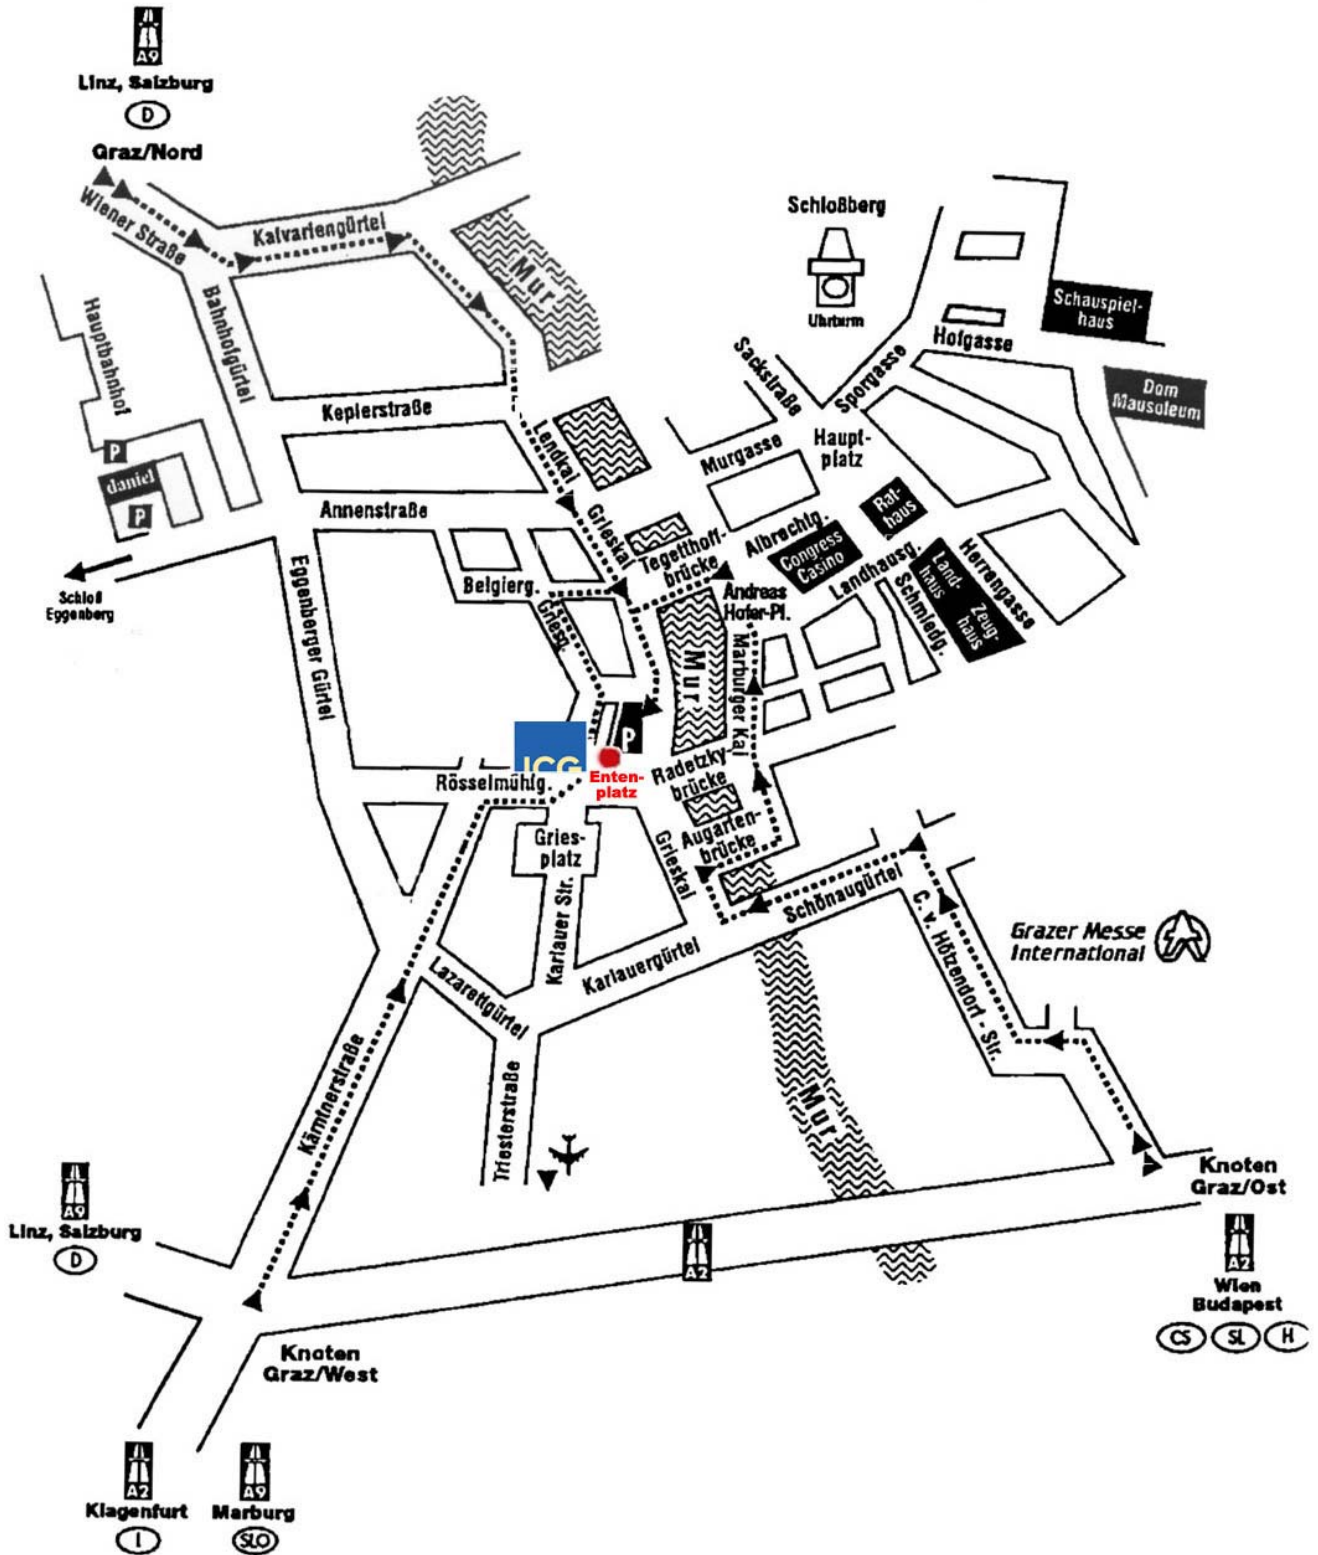 A9
Linz, Salzburg
D
Graz/Nord
Wiener Straße
Kalvariengürtel
Mur
Schloßberg
Uhrturm
Schauspiel-
haus
Hofgasse
Dom
Mausoleum
Hauptbahnhof
Bahnhofgürtel
Sackstraße
Sporgasse
Keplerstraße
Lendkai
Murgasse
Haupt-
platz
P
daniel
P
Annenstraße
Grieskai
Tegetthoff-
brücke
Albrechtg.
Rat-
haus
Congress
Casino
Landhausg.
Land-
haus
Zeug-
haus
Herrengasse
Schmiedg.
Schloß
Eggenberg
Eggenberger Gürtel
Belgierg.
Griesg.
Andreas
Hofer-Pl.
Mur
Marburger Kai
P
ICG
Enten-
platz
Rösselmühlg.
Radetzky-
brücke
Gries-
platz
Grieskai
Augarten-
brücke
Karlauer Str.
Schönaugürtel
C. v. Hötzendorf - Str.
Grazer Messe
International
Karlauergürtel
Lazarettgürtel
Kärntnerstraße
Triesterstraße
Mur
Knoten
Graz/Ost
A9
Linz, Salzburg
D
A2
A2
Wien
Budapest
CS
SL
H
Knoten
Graz/West
A2
Klagenfurt
I
A9
Marburg
SLO